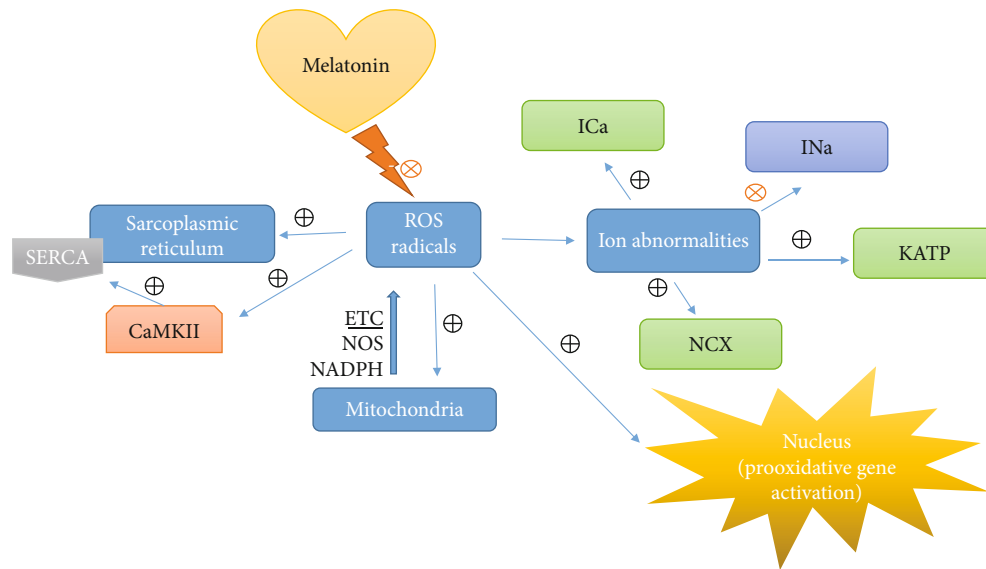 Melatonin
ICa
INa
Sarcoplasmic
reticulum
ROS
radicals
Ion abnormalities
KATP
SERCA
CaMKII
ETC
NOS
NADPH
NCX
Mitochondria
Nucleus
(prooxidative gene
activation)